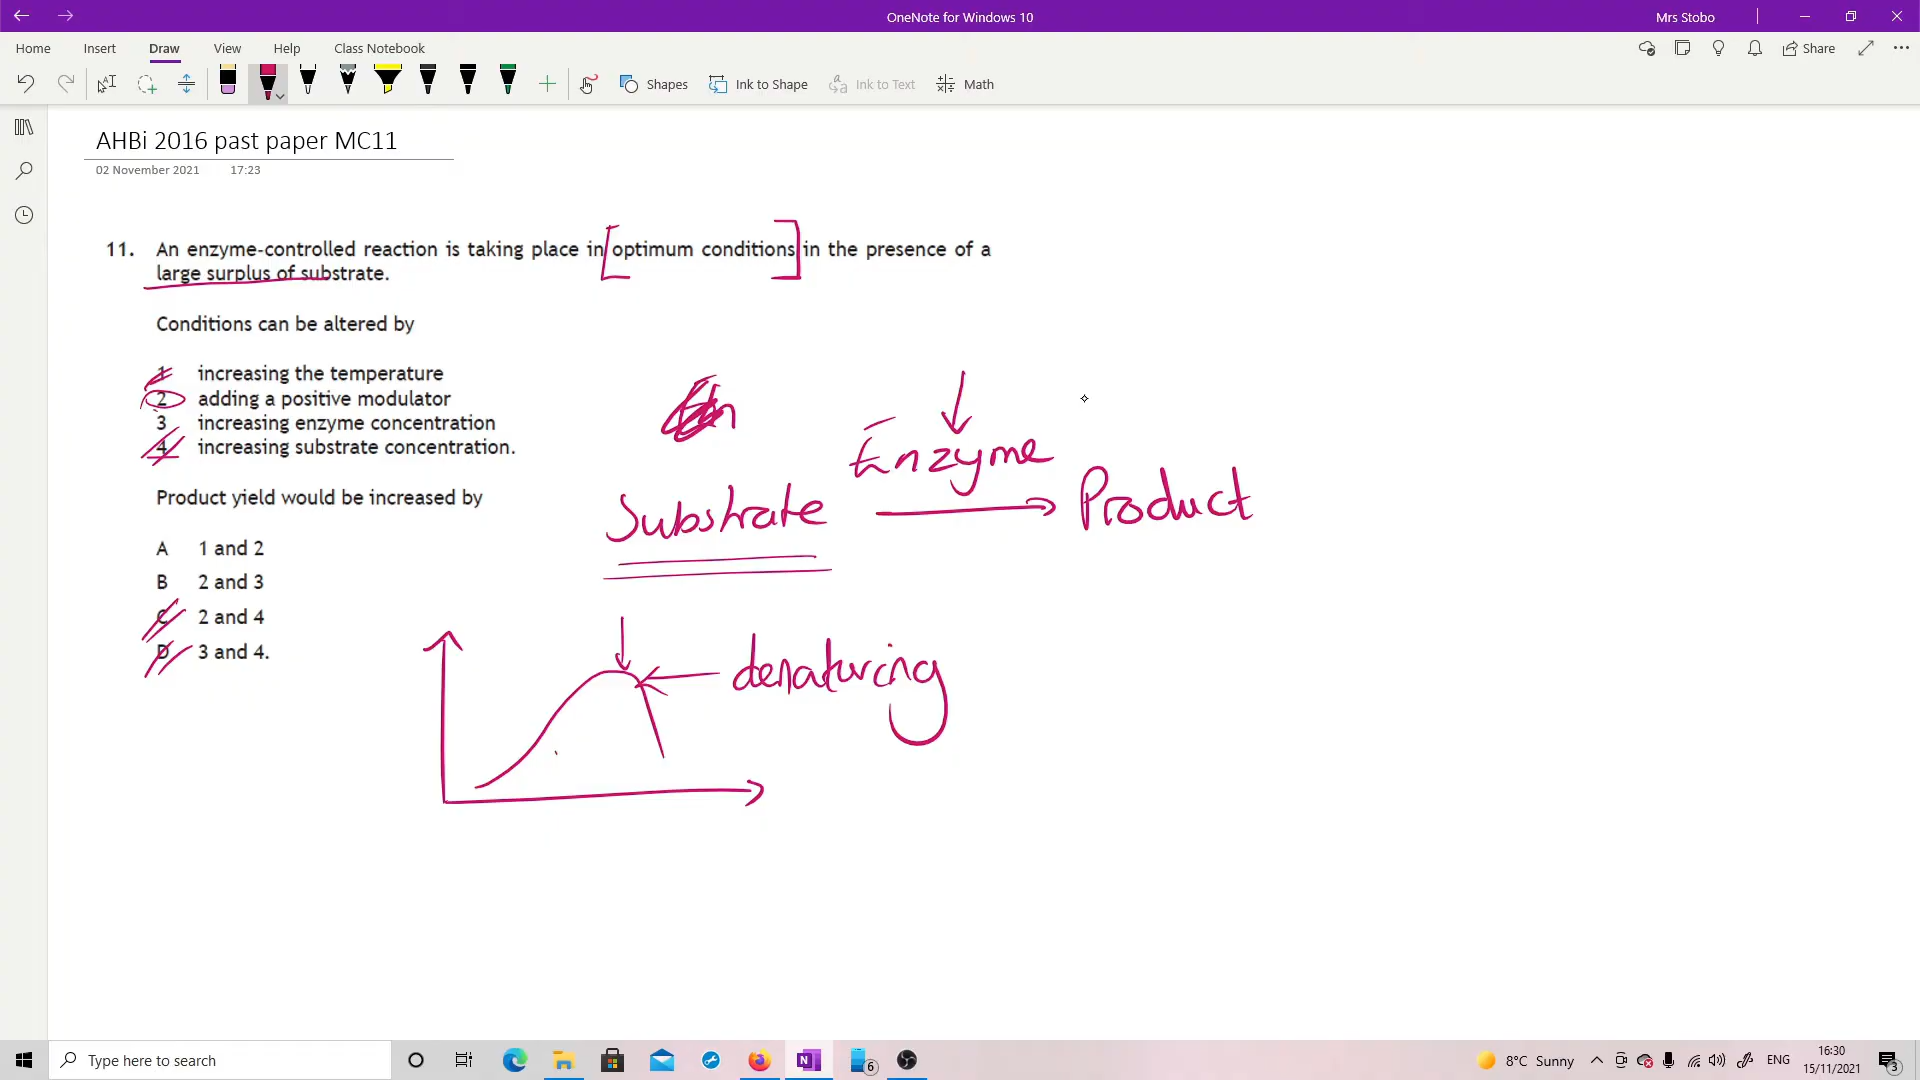 OneNote for Windows 10
Mrs Stobo
Home Insert Draw View Help Class Notebook
Share
Shapes Ink to Shape Ink to Text Math
AHBi 2016 past paper MC11
02 November 2021 17:23
11. An enzyme-controlled reaction is taking place in optimum conditions in the presence of a
large surplus of substrate.
Conditions can be altered by
1 increasing the temperature
2 adding a positive modulator
3 increasing enzyme concentration
4 increasing substrate concentration.
Enzyme
Substrate Product
Product yield would be increased by
A 1 and 2
B 2 and 3
C 2 and 4
D 3 and 4.
denaturing
Type here to search
6
8°C Sunny
ENG
16:30
15/11/2021
3